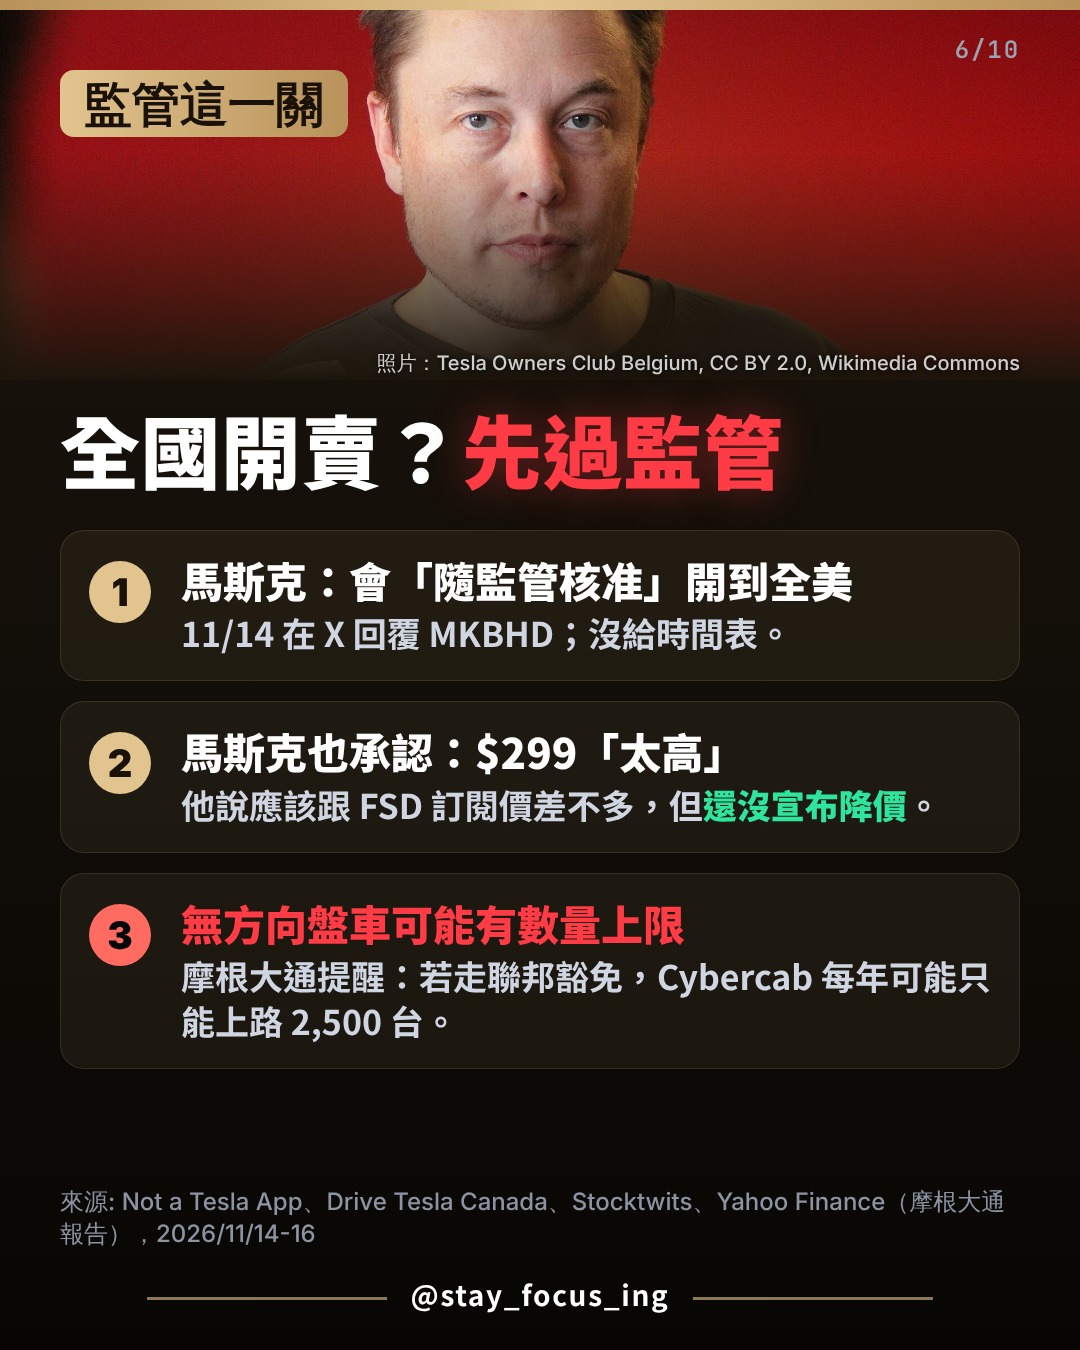 6/10
監管這一關
照片：Tesla Owners Club Belgium, CC BY 2.0, Wikimedia Commons
全國開賣？先過監管
1
馬斯克：會「隨監管核准」開到全美
11/14 在 X 回覆 MKBHD；沒給時間表。
2
馬斯克也承認：$299「太高」
他說應該跟 FSD 訂閱價差不多，但還沒宣布降價。
3
無方向盤車可能有數量上限
摩根大通提醒：若走聯邦豁免，Cybercab 每年可能只
能上路 2,500 台。
來源: Not a Tesla App、Drive Tesla Canada、Stocktwits、Yahoo Finance（摩根大通
報告），2026/11/14-16
@stay_focus_ing